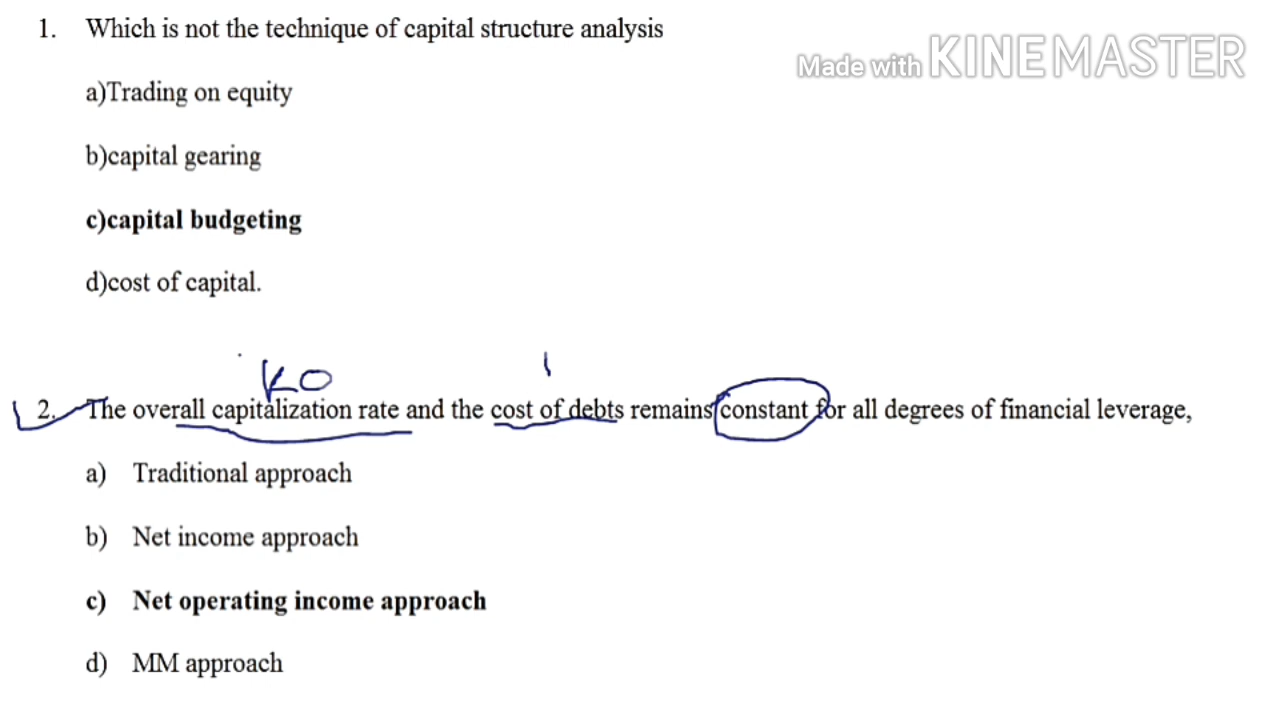 1. Which is not the technique of capital structure analysis
Made with KINEMASTER
a)Trading on equity
b)capital gearing
c)capital budgeting
d)cost of capital.
KO
2. The overall capitalization rate and the cost of debts remains constant for all degrees of financial leverage,
a) Traditional approach
b) Net income approach
c) Net operating income approach
d) MM approach